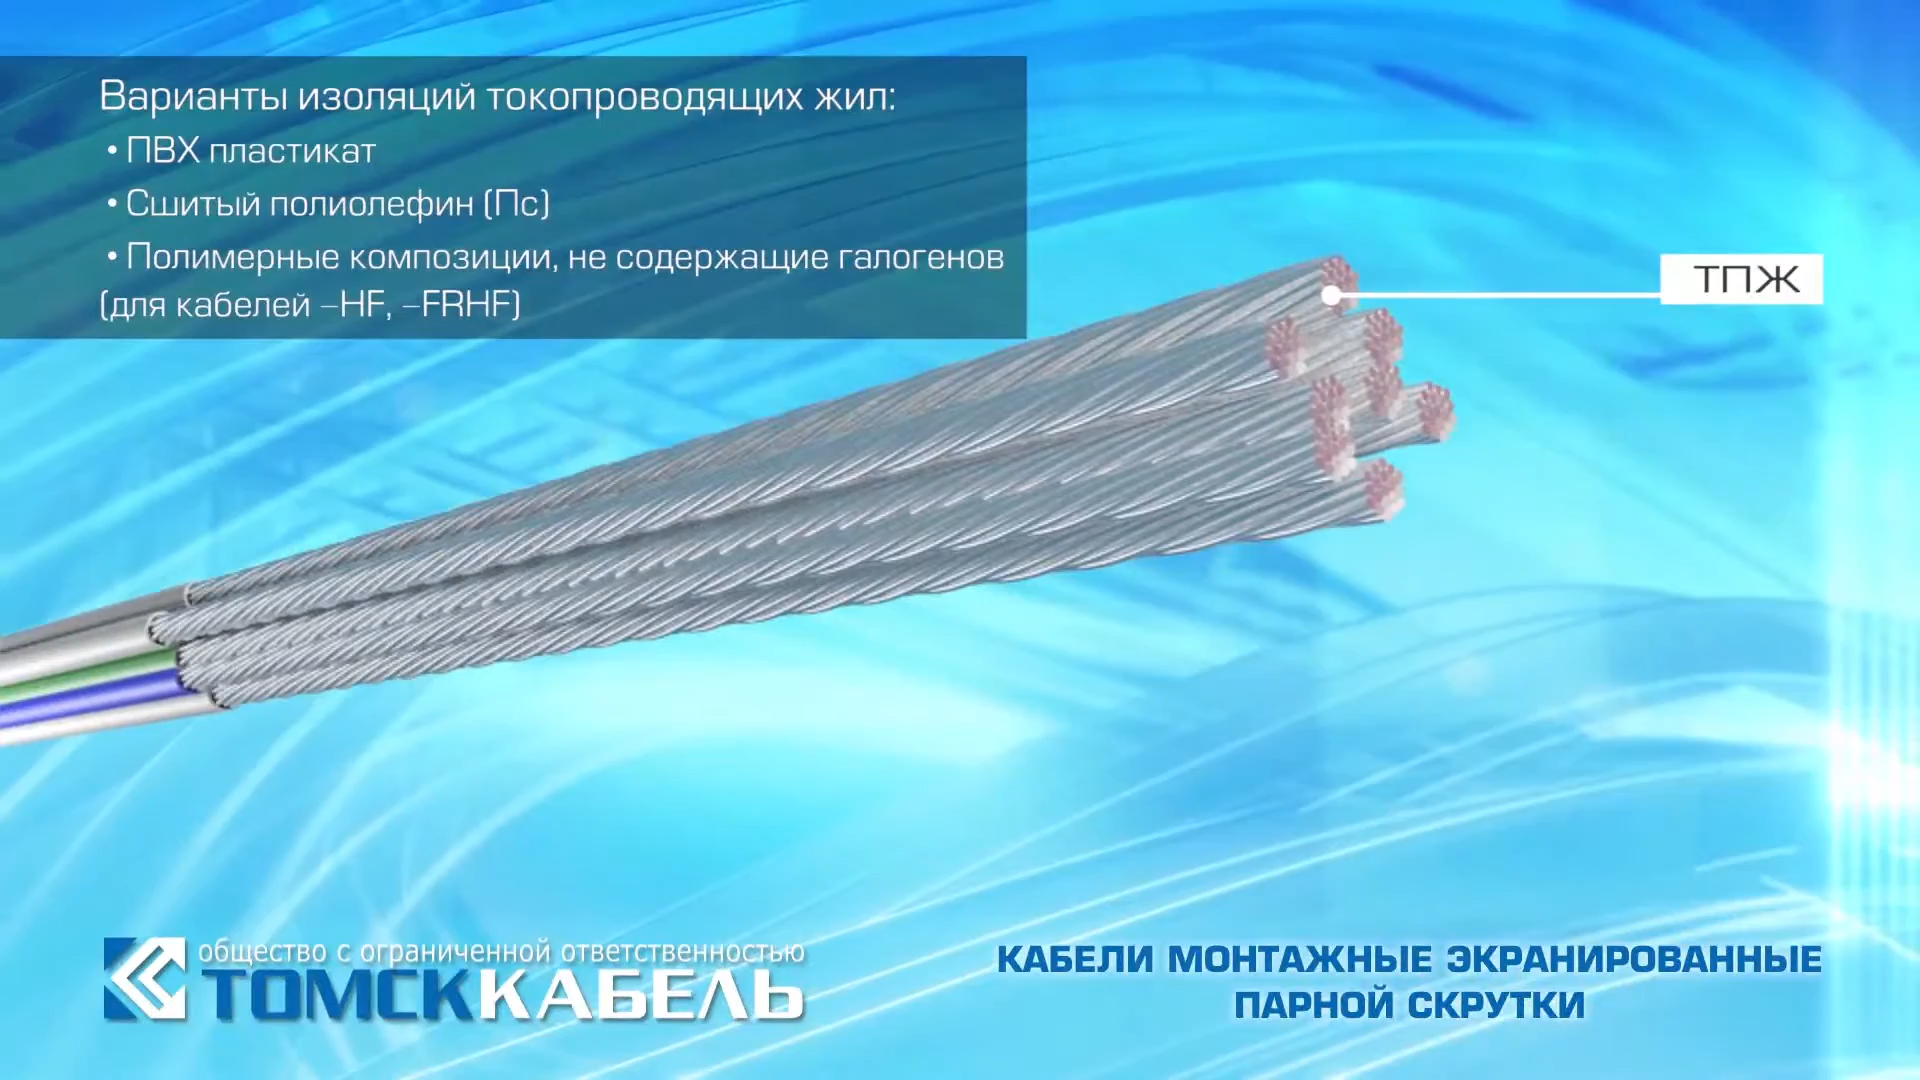 Варианты изоляций токопроводящих жил:
• ПВХ пластикат
• Сшитый полиолефин (Пс)
• Полимерные композиции, не содержащие галогенов
(для кабелей –HF, –FRHF)
ТПЖ
общество с ограниченной ответственностью
ТОМСККАБЕЛЬ
КАБЕЛИ МОНТАЖНЫЕ ЭКРАНИРОВАННЫЕ
ПАРНОЙ СКРУТКИ